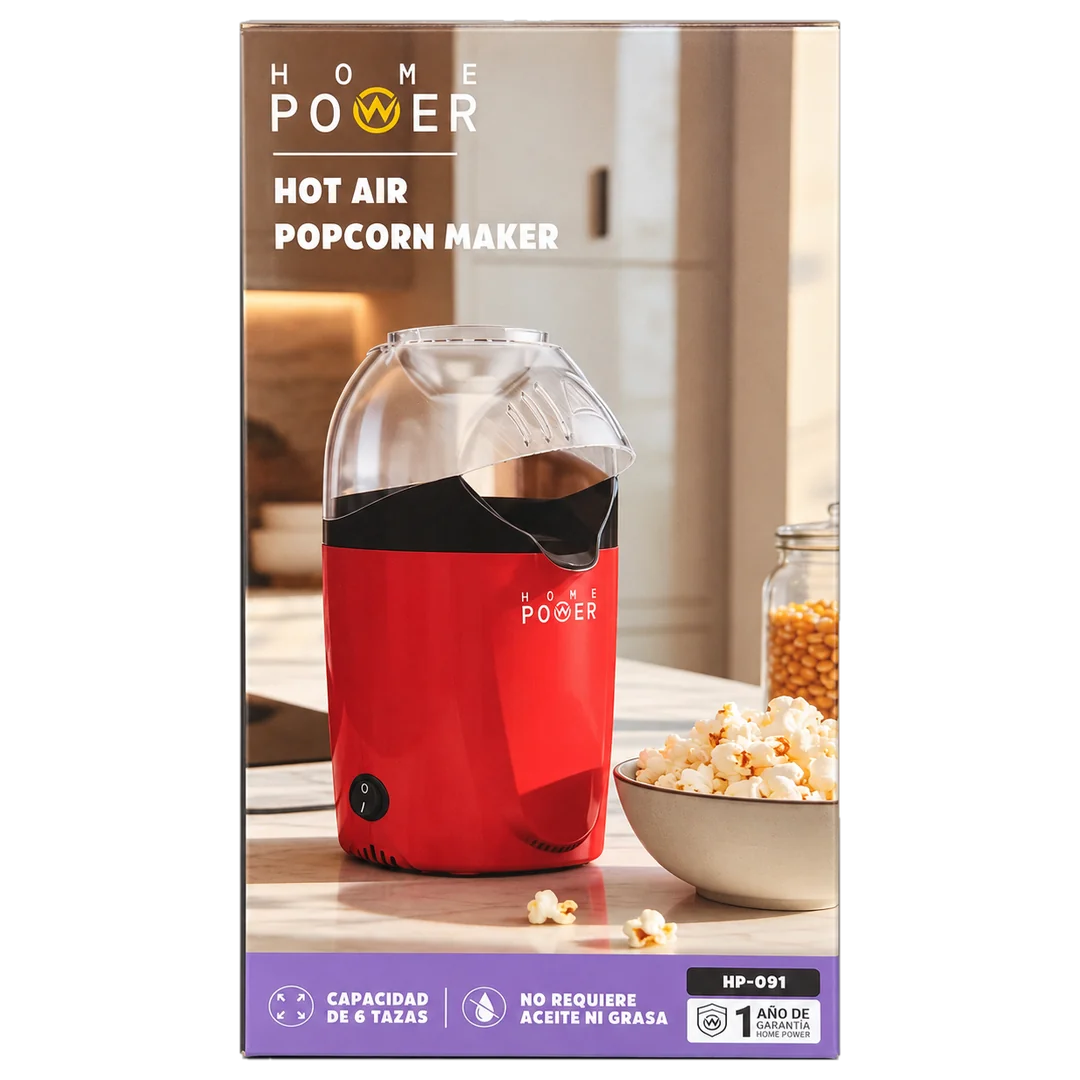 HOME
POWER
HOT AIR
POPCORN MAKER
HOME
POWER
O
I
CAPACIDAD
DE 6 TAZAS
NO REQUIERE
ACEITE NI GRASA
HP-091
1 AÑO DE
GARANTÍA
HOME POWER